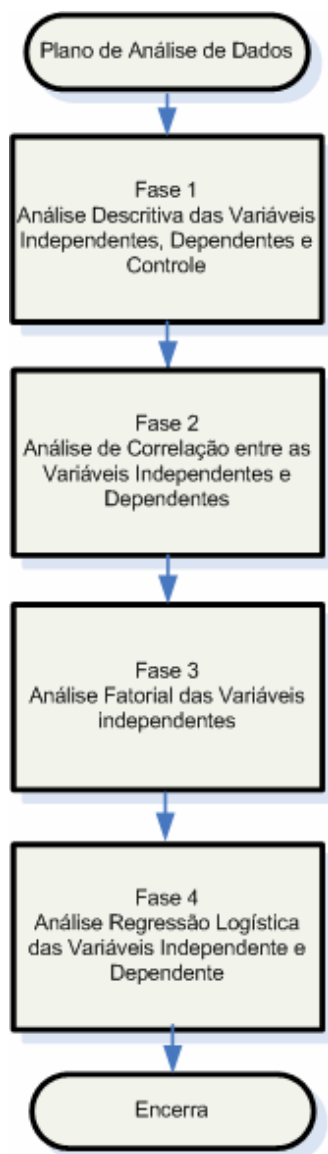 Plano de Análise de Dados
Fase 1
Análise Descritiva das Variáveis
Independentes, Dependentes e
Controle
Fase 2
Análise de Correlação entre as
Variáveis Independentes e
Dependentes
Fase 3
Análise Fatorial das Variáveis
independentes
Fase 4
Análise Regressão Logística
das Variáveis Independente e
Dependente
Encerra